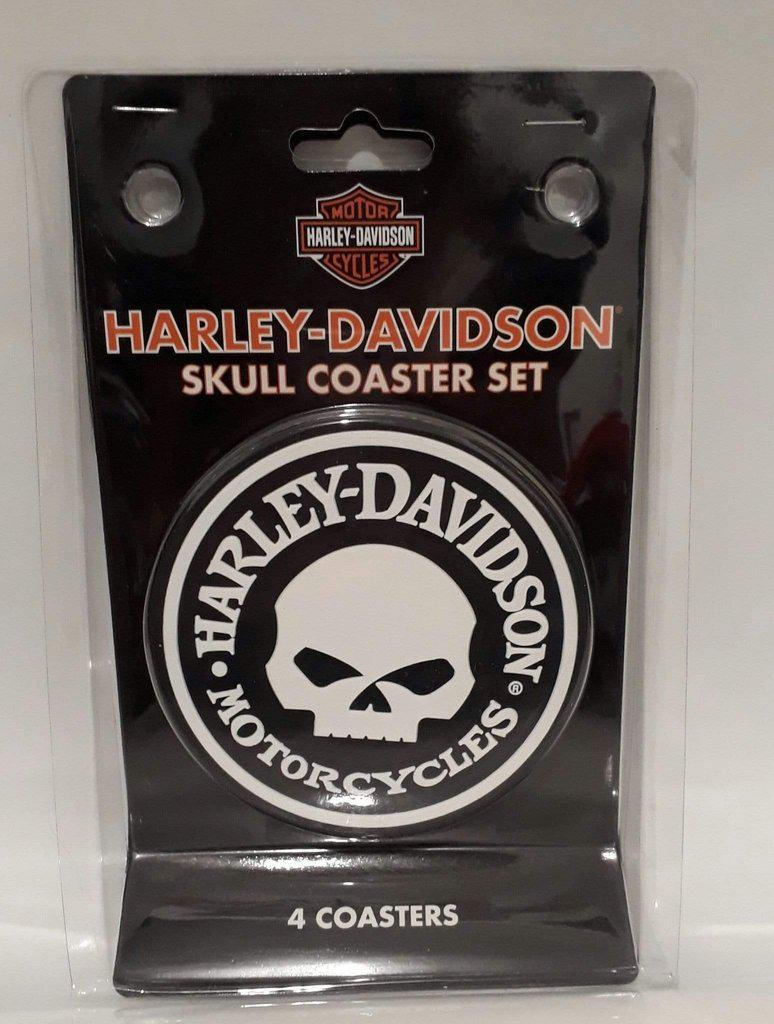 MOTOR
HARLEY-DAVIDSON
CYCLES
HARLEY-DAVIDSON®
SKULL COASTER SET
HARLEY-DAVIDSON®
• MOTORCYCLES
4 COASTERS